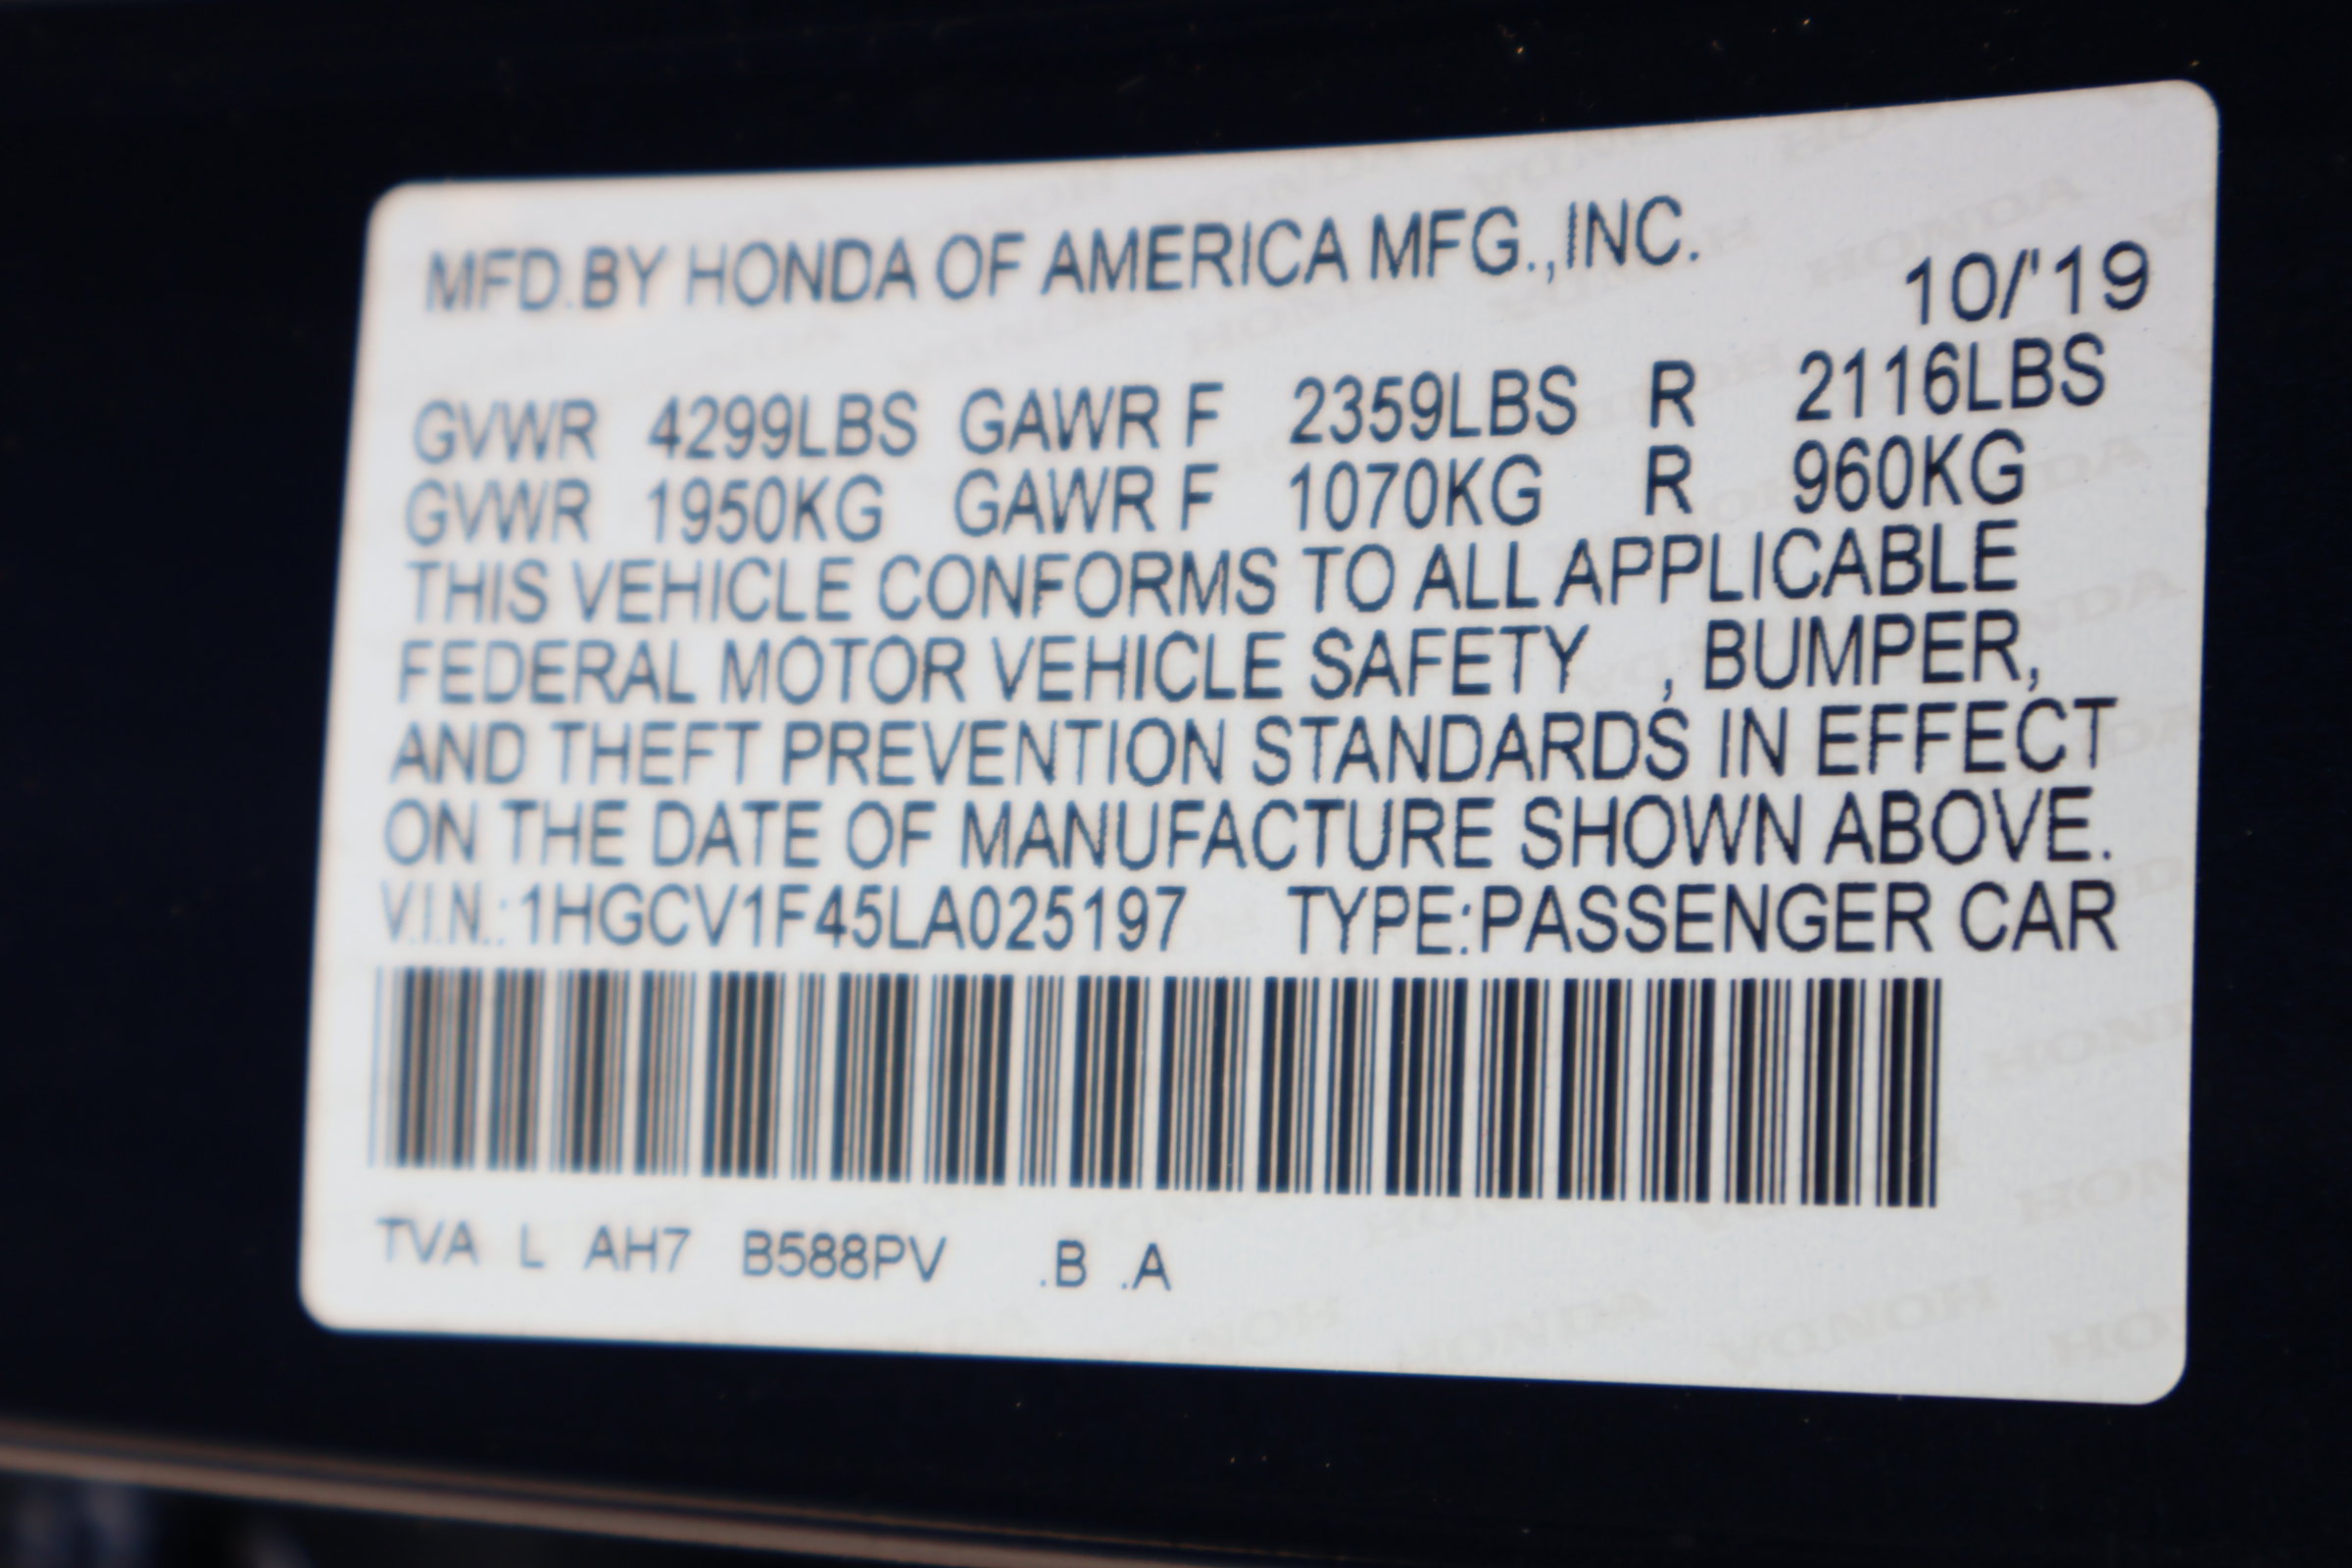 MFD.BY HONDA OF AMERICA MFG.,INC.
10/'19
GVWR 4299LBS GAWR F 2359LBS R 2116LBS
GVWR 1950KG GAWR F 1070KG R 960KG
THIS VEHICLE CONFORMS TO ALL APPLICABLE
FEDERAL MOTOR VEHICLE SAFETY , BUMPER,
AND THEFT PREVENTION STANDARDS IN EFFECT
ON THE DATE OF MANUFACTURE SHOWN ABOVE.
V.I.N.:1HGCV1F45LA025197 TYPE:PASSENGER CAR
TVA L AH7 B588PV .B .A